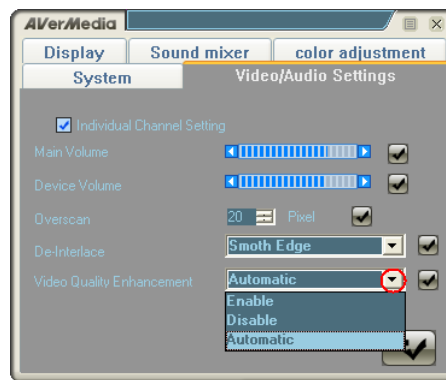 AVerMedia
Display Sound mixer color adjustment
System Video/Audio Settings
Individual Channel Setting
Main Volume
Device Volume
Overscan 20 Pixel
De-Interlace Smoth Edge
Video Quality Enhancement Automatic
Enable
Disable
Automatic